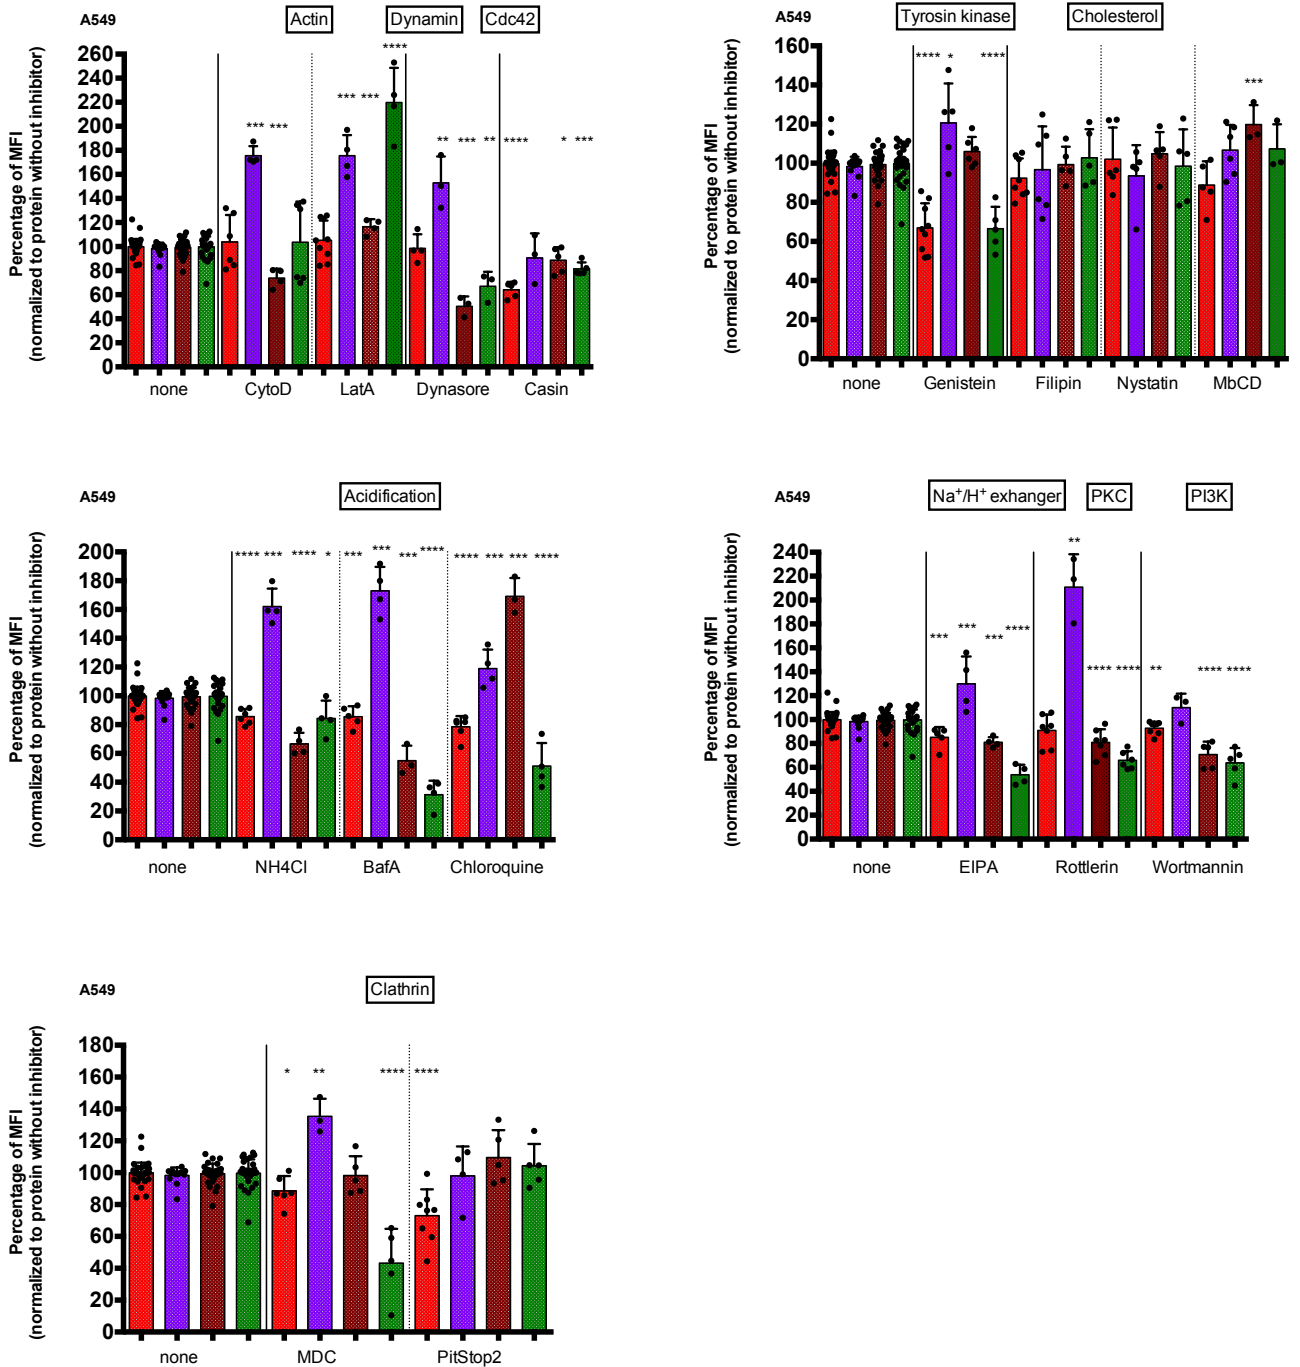 A549
Actin
Dynamin
Cdc42
Percentage of MFI
(normalized to protein without inhibitor)
260
240
220
200
180
160
140
120
100
80
60
40
20
0
****
*** ***
*** ***
** *** ** **** * ***
none CytoD LatA Dynasore Casin
A549
Tyrosin kinase
Cholesterol
Percentage of MFI
(normalized to protein without inhibitor)
160
140
120
100
80
60
40
20
0
**** * ****
***
none Genistein Filipin Nystatin MbCD
A549
Acidification
Percentage of MFI
(normalized to protein without inhibitor)
200
180
160
140
120
100
80
60
40
20
0
**** *** **** * *** *** *** **** **** *** *** ****
none NH4Cl BafA Chloroquine
A549
Na⁺/H⁺ exhanger
PKC
PI3K
Percentage of MFI
(normalized to protein without inhibitor)
240
220
200
180
160
140
120
100
80
60
40
20
0
*** *** *** ****
** **** ****
** **** ****
none EIPA Rottlerin Wortmannin
A549
Clathrin
Percentage of MFI
(normalized to protein without inhibitor)
180
160
140
120
100
80
60
40
20
0
* ** **** ****
none MDC PitStop2